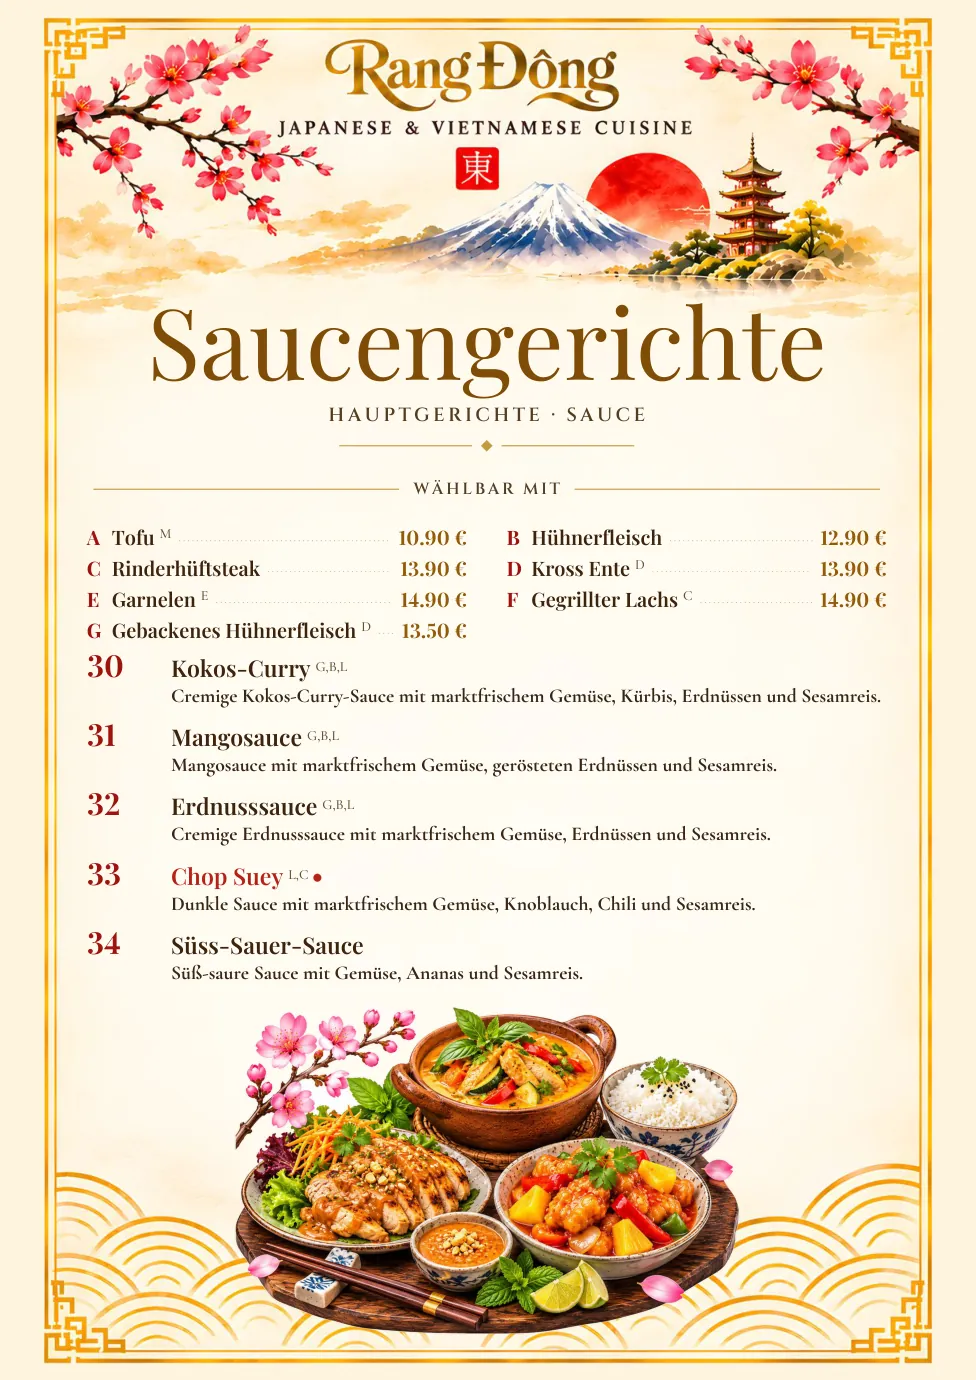 Rang Đông
JAPANESE & VIETNAMESE CUISINE
東
Saucengerichte
HAUPTGERICHTE · SAUCE
WÄHLBAR MIT
A Tofu M 10.90 €
B Hühnerfleisch 12.90 €
C Rinderhüftsteak 13.90 €
D Kross Ente D 13.90 €
E Garnelen E 14.90 €
F Gegrillter Lachs C 14.90 €
G Gebackenes Hühnerfleisch D 13.50 €
30 Kokos-Curry G,B,L
Cremige Kokos-Curry-Sauce mit marktfrischem Gemüse, Kürbis, Erdnüssen und Sesamreis.
31 Mangosauce G,B,L
Mangosauce mit marktfrischem Gemüse, gerösteten Erdnüssen und Sesamreis.
32 Erdnusssauce G,B,L
Cremige Erdnusssauce mit marktfrischem Gemüse, Erdnüssen und Sesamreis.
33 Chop Suey L,C •
Dunkle Sauce mit marktfrischem Gemüse, Knoblauch, Chili und Sesamreis.
34 Süss-Sauer-Sauce
Süß-saure Sauce mit Gemüse, Ananas und Sesamreis.